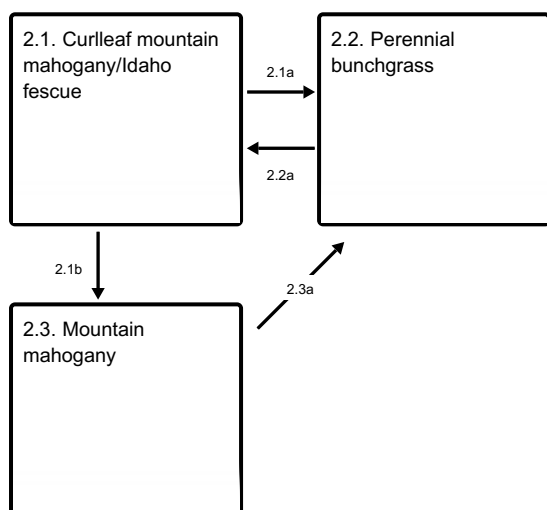 2.1. Curlleaf mountain
mahogany/Idaho
fescue
2.1a
2.2. Perennial
bunchgrass
2.2a
2.1b
2.3a
2.3. Mountain
mahogany